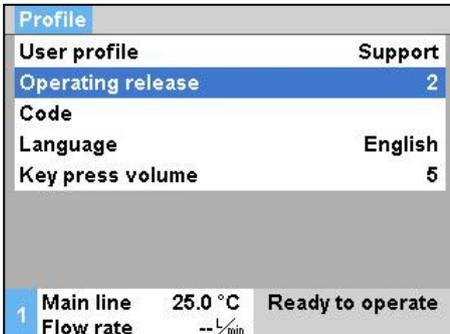 Profile
User profile Support
Operating release 2
Code
Language English
Key press volume 5
1 Main line 25.0 °C Ready to operate
Flow rate -- L/min